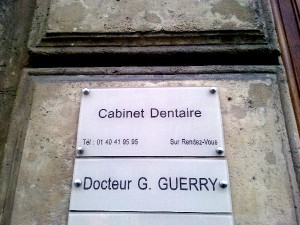 Cabinet Dentaire
Tél : 01 40 41 95 95 Sur Rendez-Vous
Docteur G. GUERRY